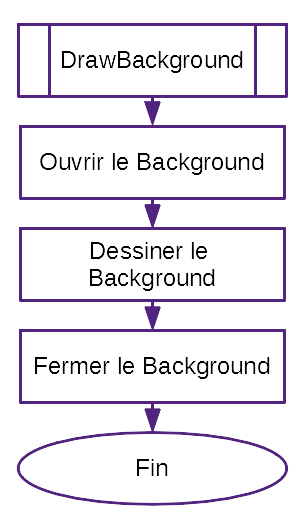 DrawBackground
Ouvrir le Background
Dessiner le
Background
Fermer le Background
Fin